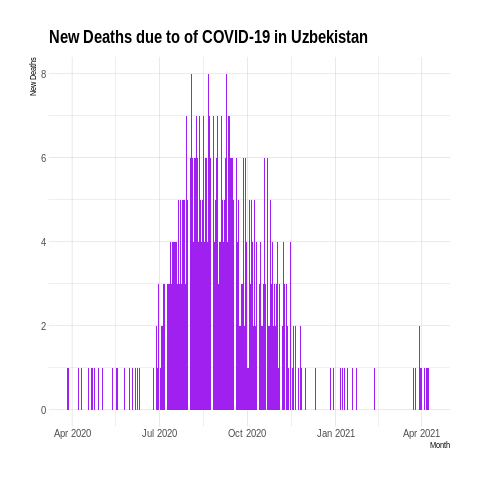 New Deaths due to of COVID-19 in Uzbekistan
New Deaths
8
6
4
2
0
Apr 2020 Jul 2020 Oct 2020 Jan 2021 Apr 2021
Month